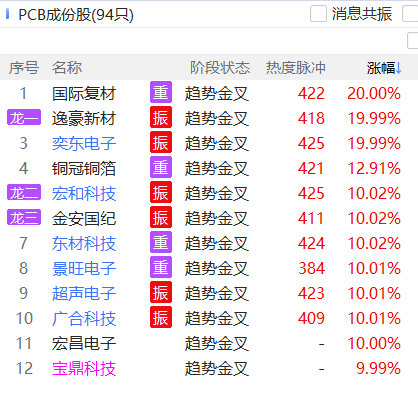 PCB成份股(94只) 消息共振
序号 名称 阶段状态 热度脉冲 涨幅↓
1 国际复材 重 趋势金叉 422 20.00%
龙一 逸豪新材 振 趋势金叉 418 19.99%
3 奕东电子 振 趋势金叉 425 19.99%
4 铜冠铜箔 重 趋势金叉 421 12.91%
龙二 宏和科技 振 趋势金叉 425 10.02%
龙三 金安国纪 振 趋势金叉 411 10.02%
7 东材科技 重 趋势金叉 424 10.02%
8 景旺电子 重 趋势金叉 384 10.01%
9 超声电子 振 趋势金叉 423 10.01%
10 广合科技 振 趋势金叉 409 10.01%
11 宏昌电子 趋势金叉 - 10.00%
12 宝鼎科技 趋势金叉 - 9.99%